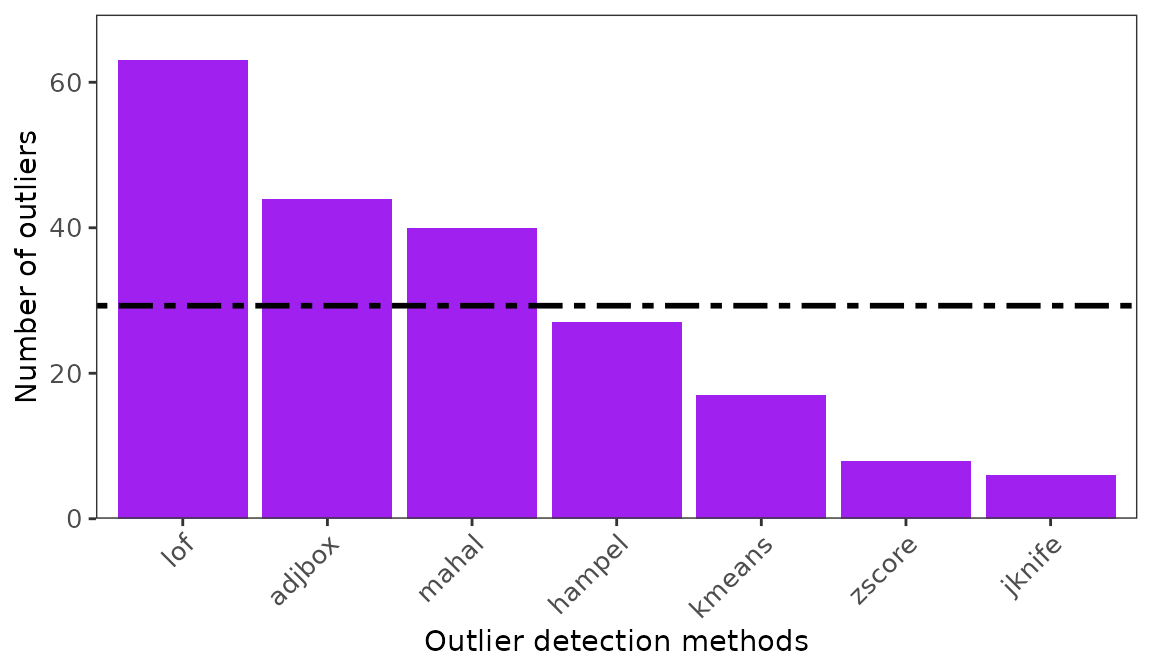 Number of outliers
60
40
20
0
lof
adjbox
mahal
hampel
kmeans
zscore
jknife
Outlier detection methods